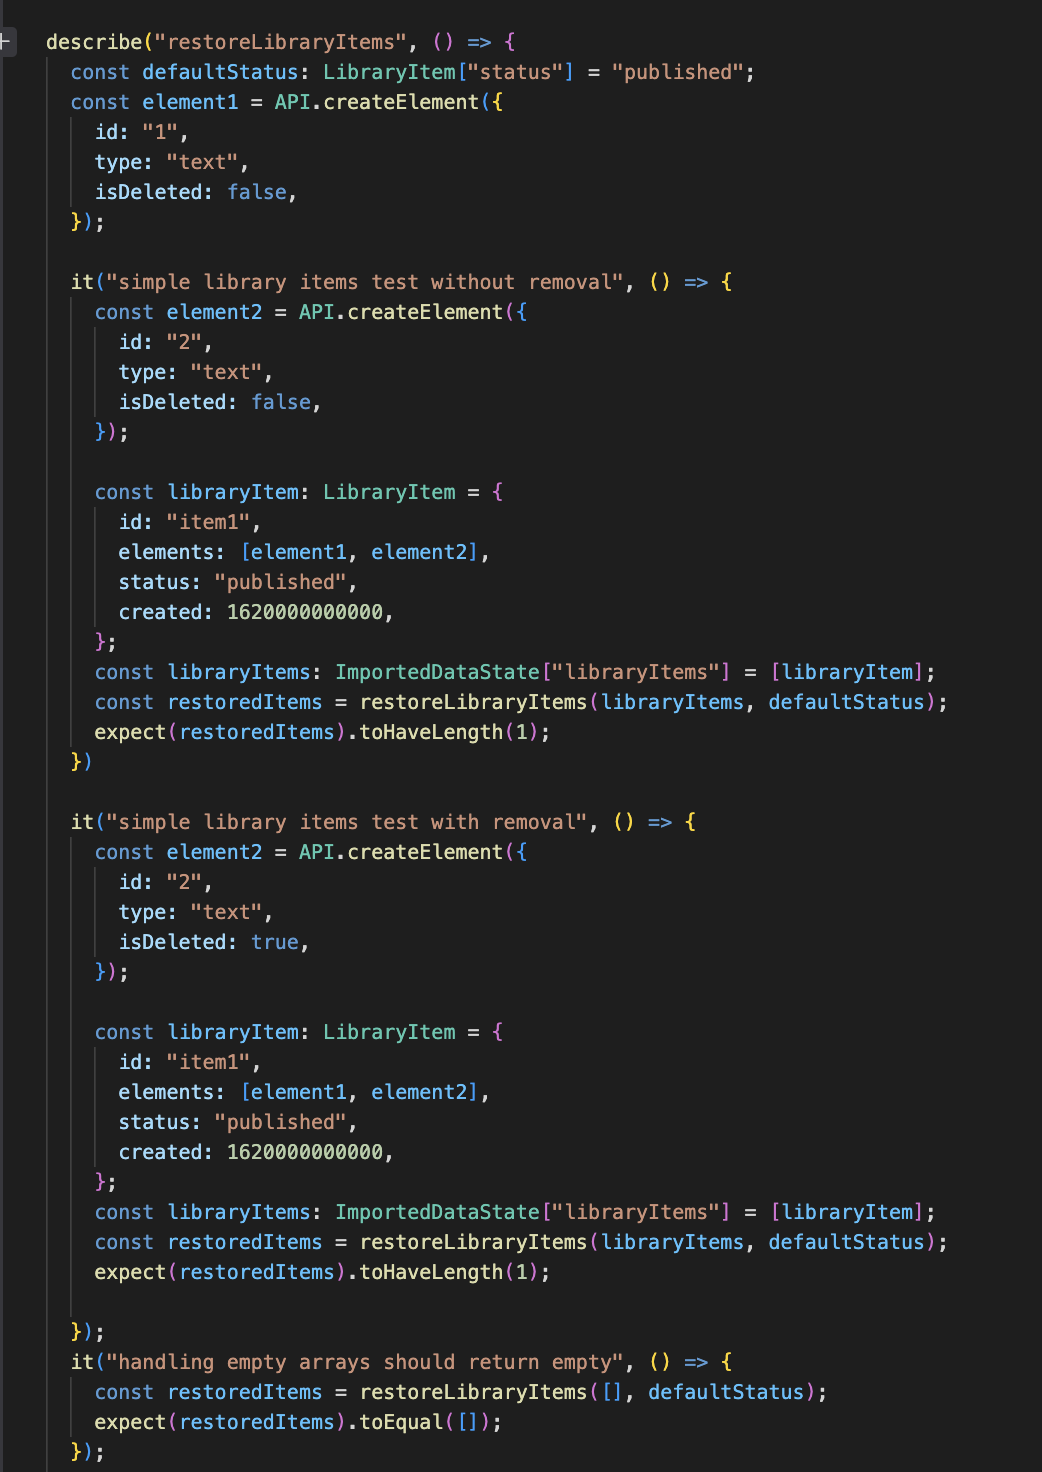 describe("restoreLibraryItems", () => {
  const defaultStatus: LibraryItem["status"] = "published";
  const element1 = API.createElement({
    id: "1",
    type: "text",
    isDeleted: false,
  });

  it("simple library items test without removal", () => {
    const element2 = API.createElement({
      id: "2",
      type: "text",
      isDeleted: false,
    });

    const libraryItem: LibraryItem = {
      id: "item1",
      elements: [element1, element2],
      status: "published",
      created: 1620000000000,
    };
    const libraryItems: ImportedDataState["libraryItems"] = [libraryItem];
    const restoredItems = restoreLibraryItems(libraryItems, defaultStatus);
    expect(restoredItems).toHaveLength(1);
  })

  it("simple library items test with removal", () => {
    const element2 = API.createElement({
      id: "2",
      type: "text",
      isDeleted: true,
    });

    const libraryItem: LibraryItem = {
      id: "item1",
      elements: [element1, element2],
      status: "published",
      created: 1620000000000,
    };
    const libraryItems: ImportedDataState["libraryItems"] = [libraryItem];
    const restoredItems = restoreLibraryItems(libraryItems, defaultStatus);
    expect(restoredItems).toHaveLength(1);

  });
  it("handling empty arrays should return empty", () => {
    const restoredItems = restoreLibraryItems([], defaultStatus);
    expect(restoredItems).toEqual([]);
  });